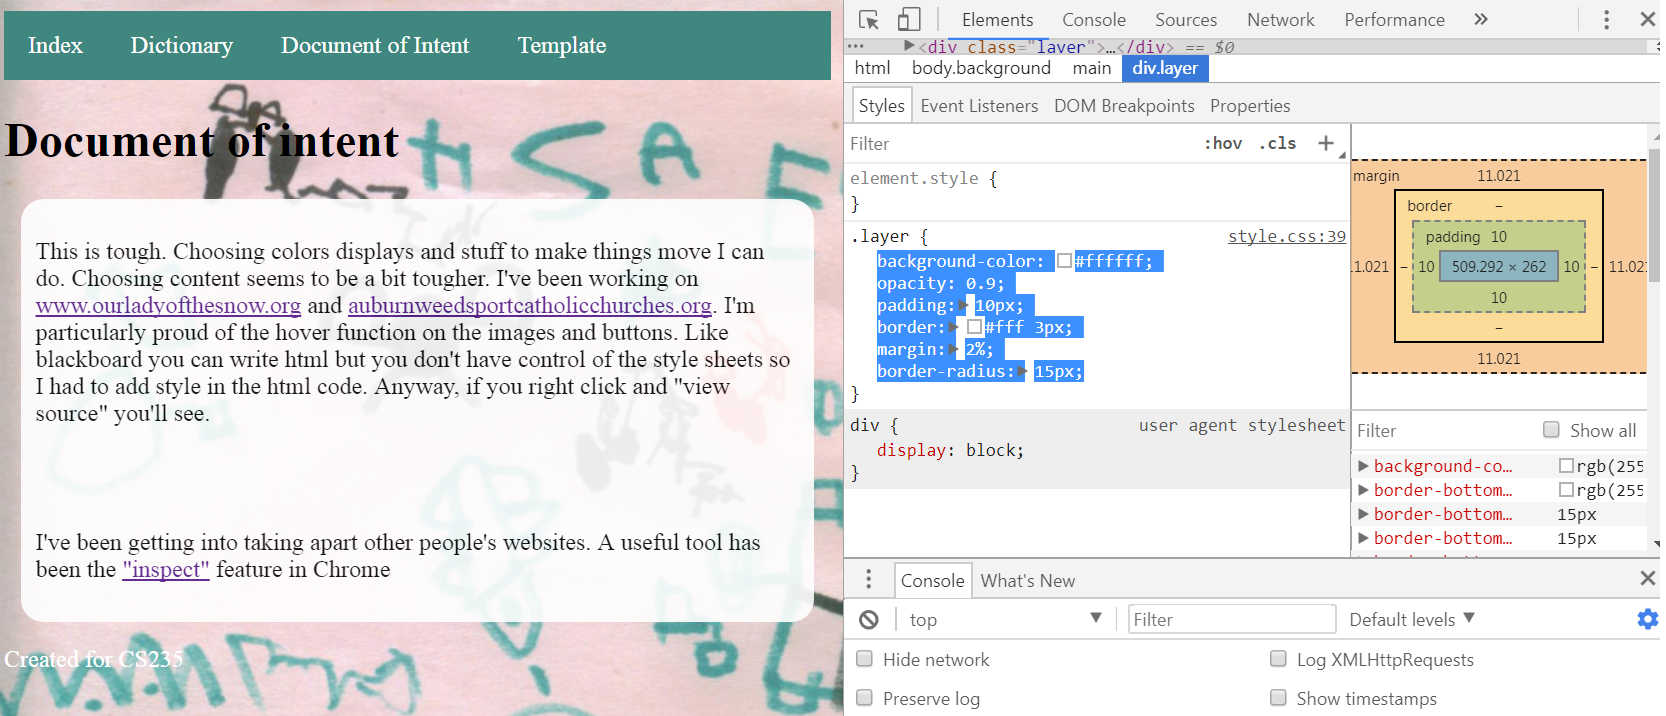 Index Dictionary Document of Intent Template
Document of intent
H S A E
This is tough. Choosing colors displays and stuff to make things move I can
do. Choosing content seems to be a bit tougher. I've been working on
www.ourladyofthesnow.org and auburnweedsportcatholicchurches.org. I'm
particularly proud of the hover function on the images and buttons. Like
blackboard you can write html but you don't have control of the style sheets so
I had to add style in the html code. Anyway, if you right click and "view
source" you'll see.
I've been getting into taking apart other people's websites. A useful tool has
been the "inspect" feature in Chrome
Created for CS235
Elements Console Sources Network Performance »
... <div class="layer">…</div> == $0
html body.background main div.layer
Styles Event Listeners DOM Breakpoints Properties
Filter :hov .cls +
element.style {
}
.layer { style.css:39
background-color: #ffffff;
opacity: 0.9;
padding: 10px;
border: #fff 3px;
margin: 2%;
border-radius: 15px;
}
div { user agent stylesheet
display: block;
}
margin 11.021
border –
padding 10
11.021 – 10 509.292 × 262 10 – 11.021
10
–
11.021
Filter Show all
background-co… rgb(255
border-bottom… rgb(255
border-bottom… 15px
border-bottom… 15px
Console What's New
top Filter Default levels
Hide network Log XMLHttpRequests
Preserve log Show timestamps